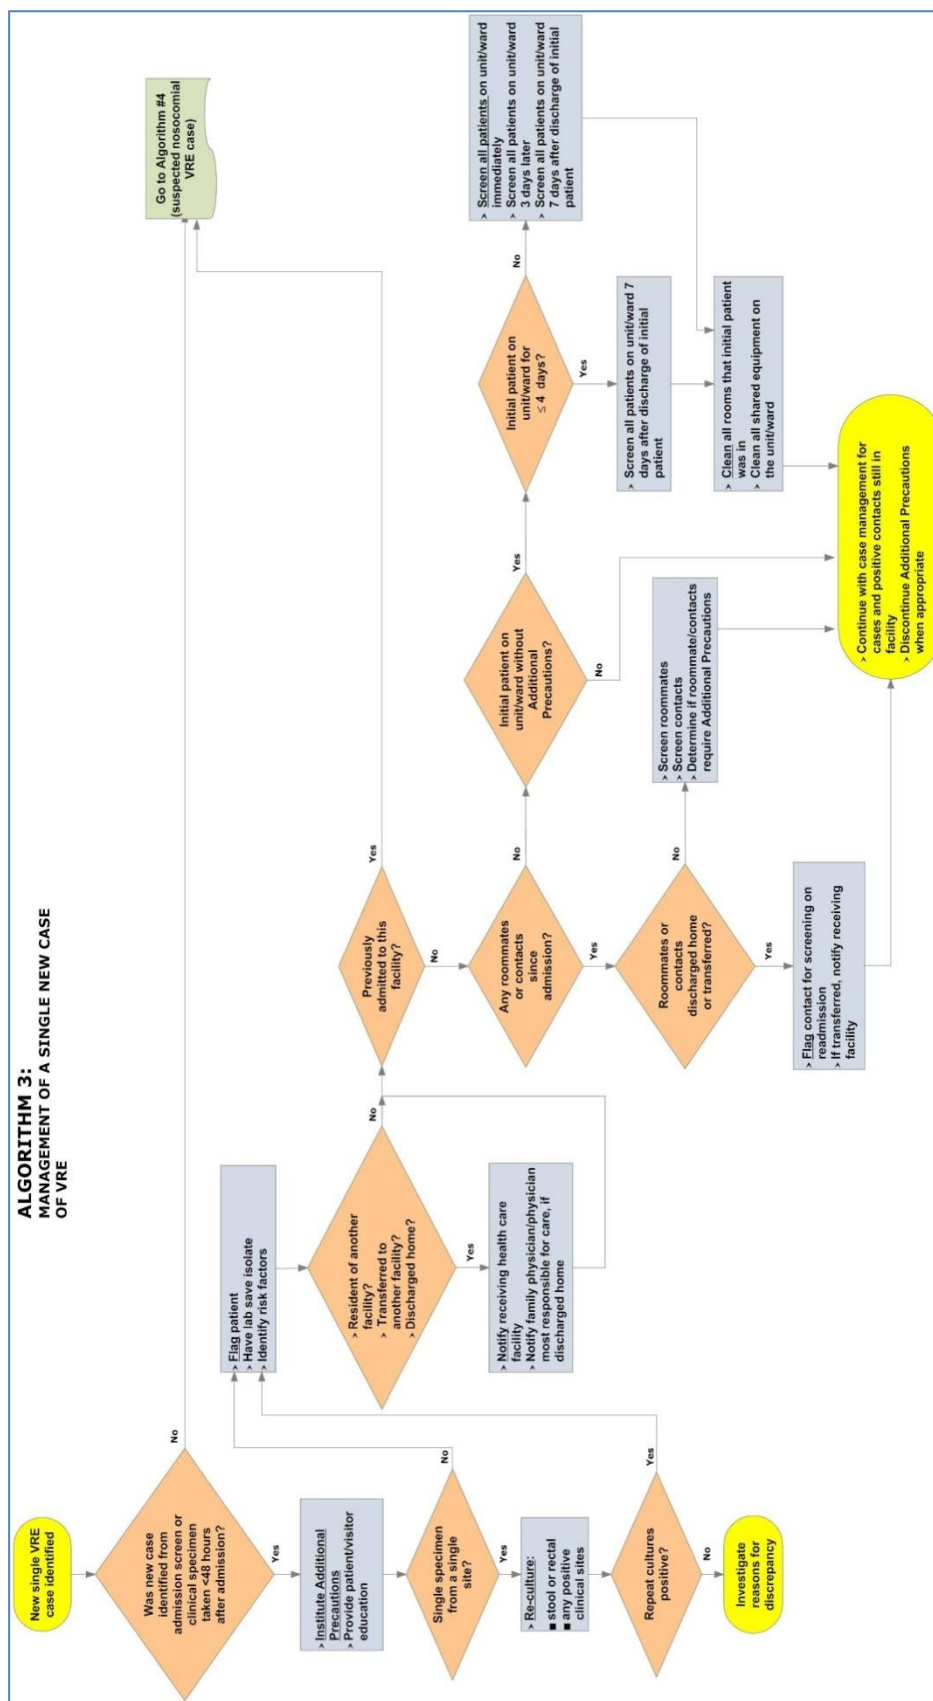 ALGORITHM 3:
MANAGEMENT OF A SINGLE NEW CASE
OF VRE
New single VRE
case identified
Was new case
identified from
admission screen or
clinical specimen
taken <48 hours
after admission?
No
Yes
Go to Algorithm #4
(suspected nosocomial
VRE case)
> Institute Additional
Precautions
> Provide patient/visitor
education
Single specimen
from a single
site?
No
Yes
> Re-culture:
■ stool or rectal
■ any positive
clinical sites
Repeat cultures
positive?
Yes
No
Investigate
reasons for
discrepancy
> Flag patient
> Have lab save isolate
> Identify risk factors
> Resident of another
facility?
> Transferred to
another facility?
> Discharged home?
No
Yes
> Notify receiving health care
facility
> Notify family physician/physician
most responsible for care, if
discharged home
Previously
admitted to this
facility?
Yes
No
Any roommates
or contacts
since
admission?
No
Yes
Roommates or
contacts
discharged home
or transferred?
No
Yes
> Flag contact for screening on
readmission
> If transferred, notify receiving
facility
> Screen roommates
> Screen contacts
> Determine if roommate/contacts
require Additional Precautions
Initial patient on
unit/ward without
Additional
Precautions?
Yes
No
Initial patient on
unit/ward for
≤ 4 days?
No
Yes
> Screen all patients on unit/ward
immediately
> Screen all patients on unit/ward
3 days later
> Screen all patients on unit/ward
7 days after discharge of initial
patient
> Screen all patients on unit/ward 7
days after discharge of initial
patient
> Clean all rooms that initial patient
was in
> Clean all shared equipment on
the unit/ward
> Continue with case management for
cases and positive contacts still in
facility
> Discontinue Additional Precautions
when appropriate